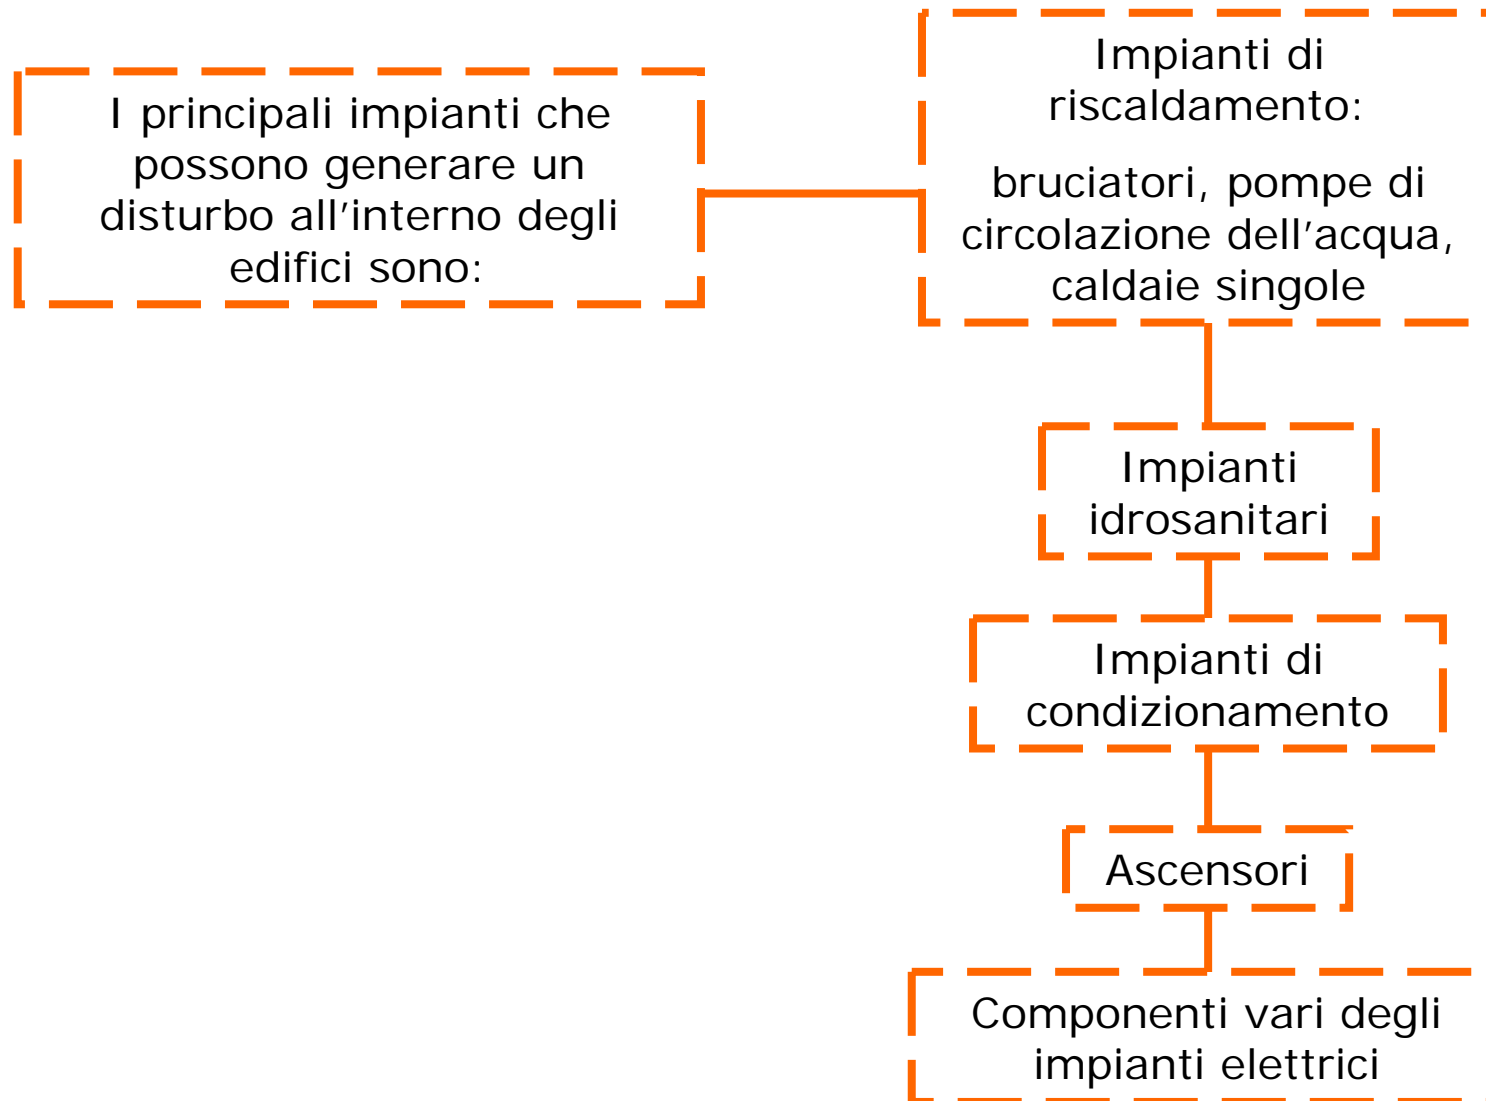 I principali impianti che
possono generare un
disturbo all'interno degli
edifici sono:
Impianti di
riscaldamento:
bruciatori, pompe di
circolazione dell'acqua,
caldaie singole
Impianti
idrosanitari
Impianti di
condizionamento
Ascensori
Componenti vari degli
impianti elettrici